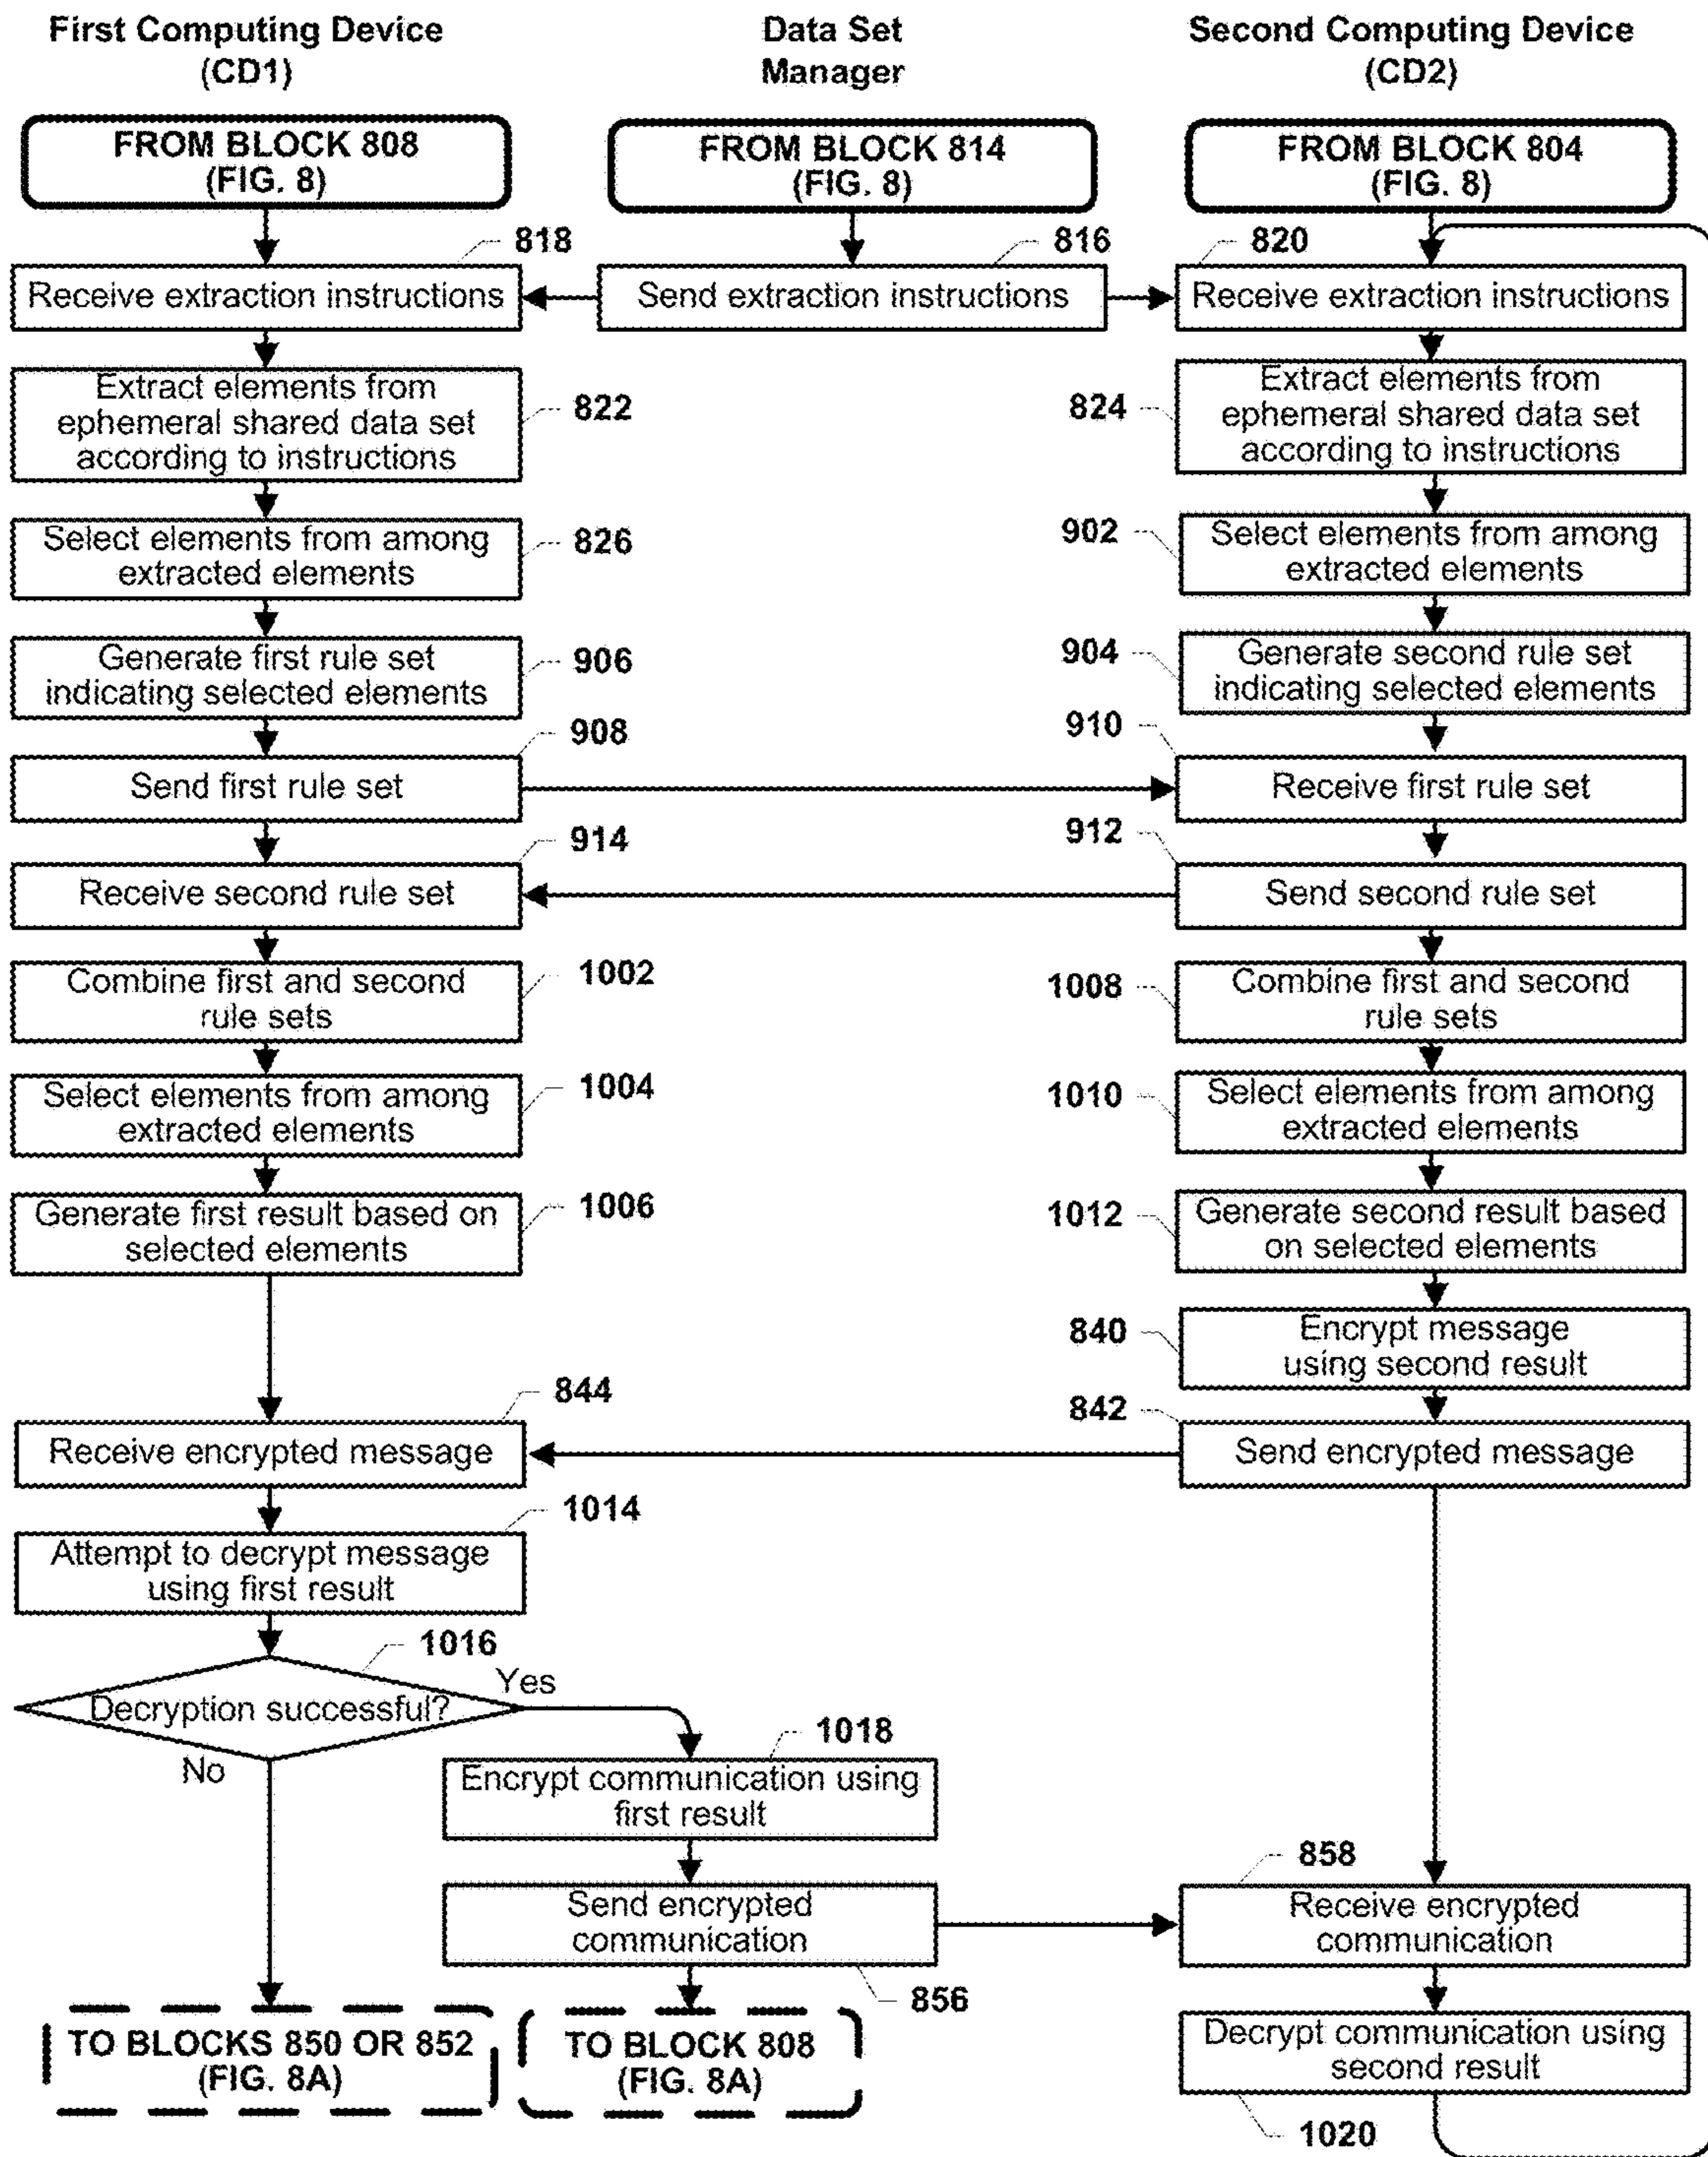 First Computing Device
(CD1)
Data Set
Manager
Second Computing Device
(CD2)
FROM BLOCK 808
(FIG. 8)
FROM BLOCK 814
(FIG. 8)
FROM BLOCK 804
(FIG. 8)
818
816
820
Receive extraction instructions
Send extraction instructions
Receive extraction instructions
Extract elements from
ephemeral shared data set
according to instructions
822
824
Extract elements from
ephemeral shared data set
according to instructions
Select elements from among
extracted elements
826
902
Select elements from among
extracted elements
Generate first rule set
indicating selected elements
906
904
Generate second rule set
indicating selected elements
908
910
Send first rule set
Receive first rule set
914
912
Receive second rule set
Send second rule set
Combine first and second
rule sets
1002
1008
Combine first and second
rule sets
Select elements from among
extracted elements
1004
1010
Select elements from among
extracted elements
Generate first result based on
selected elements
1006
1012
Generate second result based
on selected elements
840
Encrypt message
using second result
844
842
Receive encrypted message
Send encrypted message
1014
Attempt to decrypt message
using first result
1016
Decryption successful?
Yes
No
1018
Encrypt communication using
first result
858
Send encrypted
communication
856
Receive encrypted
communication
TO BLOCKS 850 OR 852
(FIG. 8A)
TO BLOCK 808
(FIG. 8A)
Decrypt communication using
second result
1020